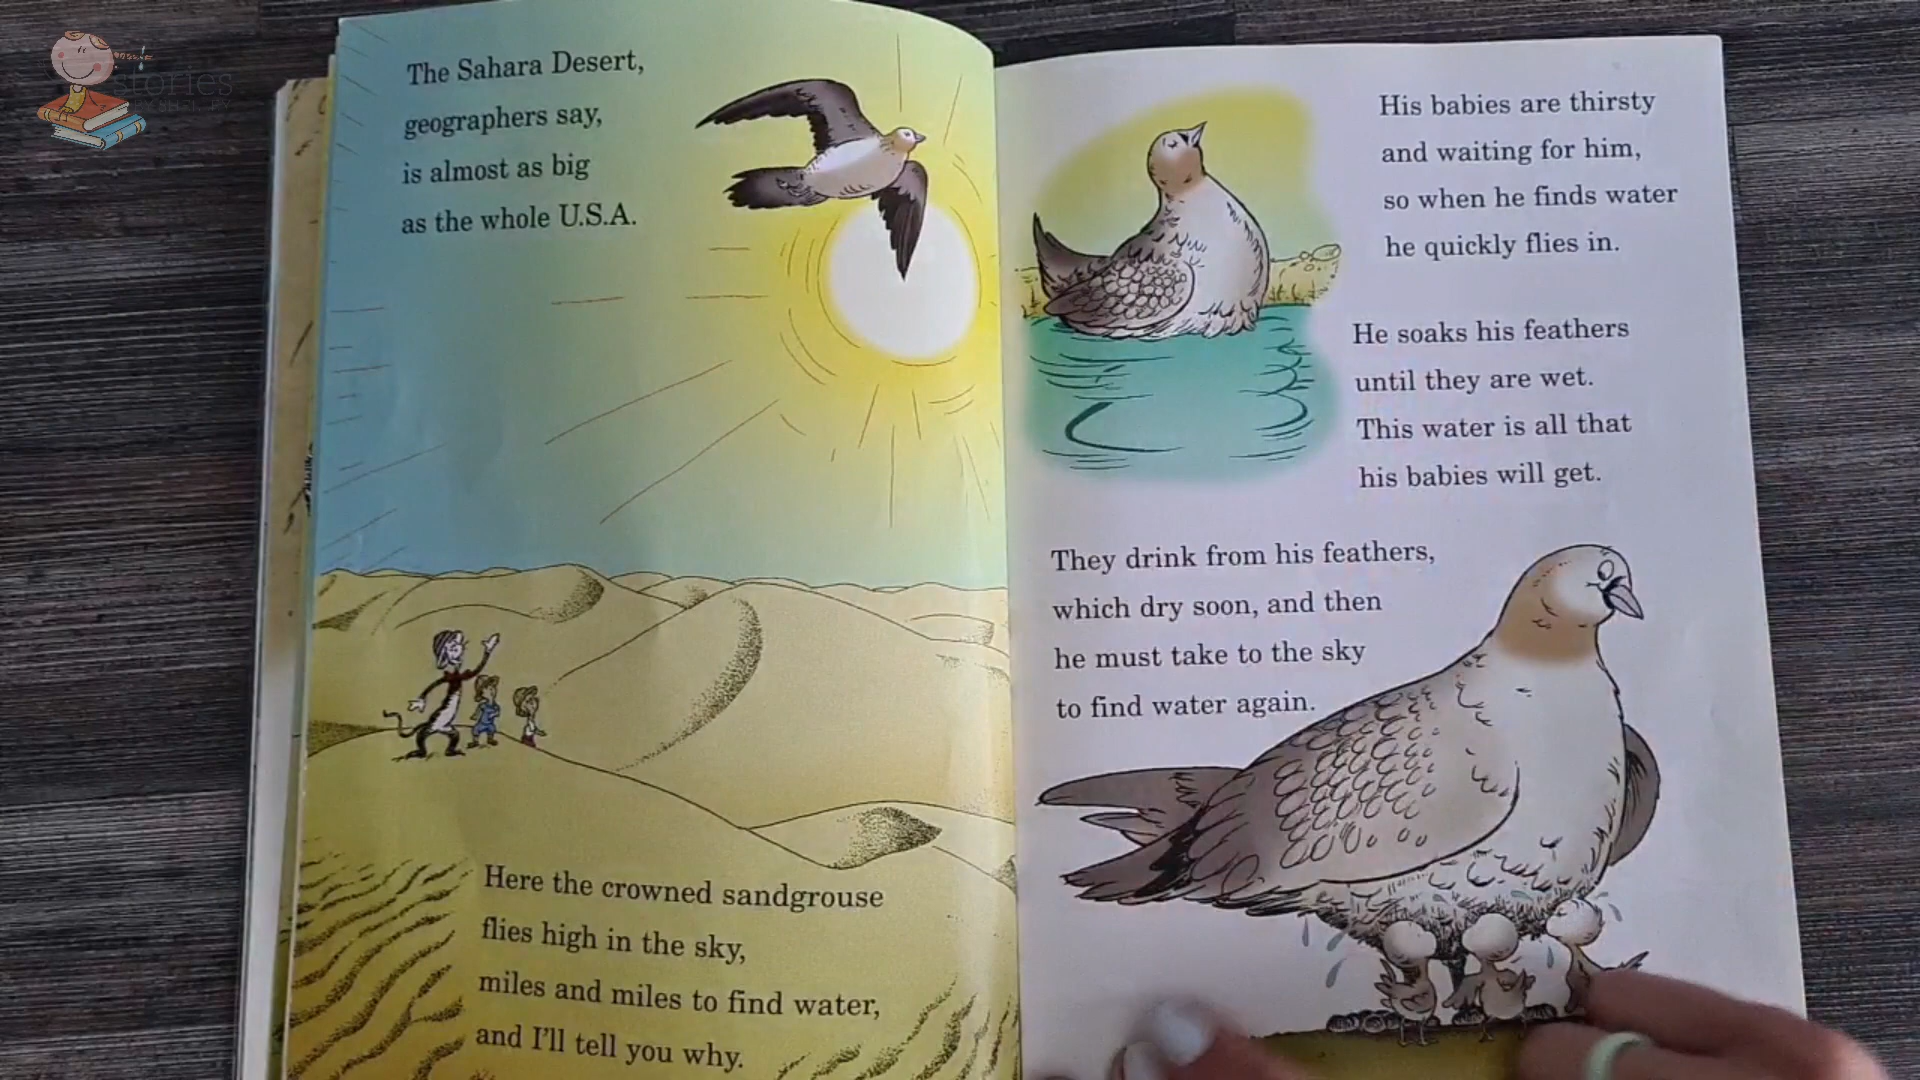 stories
The Sahara Desert,
geographers say,
is almost as big
as the whole U.S.A.
Here the crowned sandgrouse
flies high in the sky,
miles and miles to find water,
and I'll tell you why.
His babies are thirsty
and waiting for him,
so when he finds water
he quickly flies in.
He soaks his feathers
until they are wet.
This water is all that
his babies will get.
They drink from his feathers,
which dry soon, and then
he must take to the sky
to find water again.